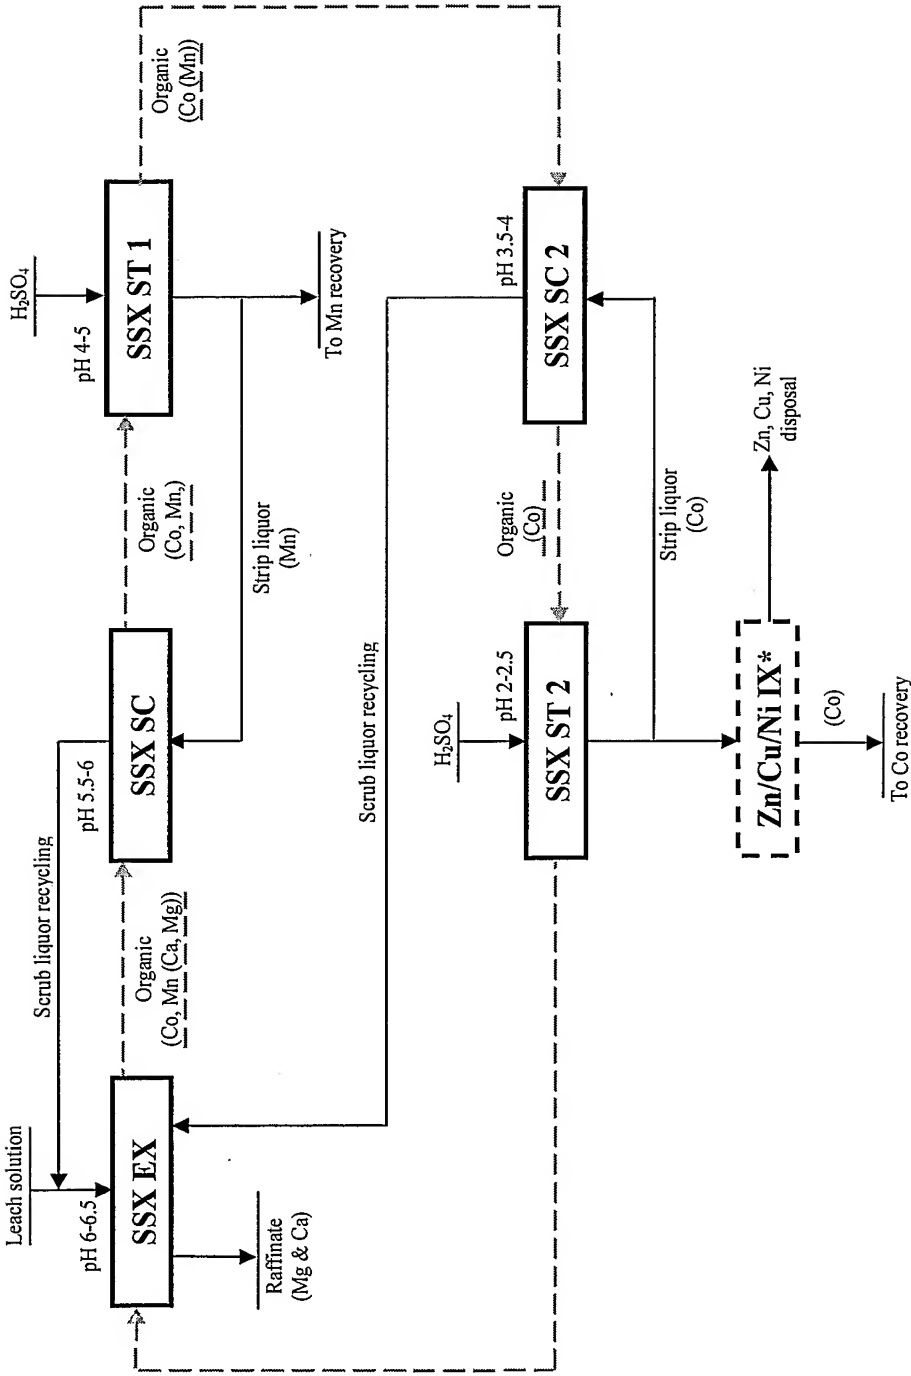 Leach solution
pH 6-6.5
SSX EX
Raffinate
(Mg & Ca)
Scrub liquor recycling
Organic
(Co, Mn (Ca, Mg))
pH 5.5-6
SSX SC
Organic
(Co, Mn,)
Strip liquor
(Mn)
H₂SO₄
pH 4-5
SSX ST 1
To Mn recovery
Organic
(Co (Mn))
Scrub liquor recycling
pH 3.5-4
SSX SC 2
Organic
(Co)
H₂SO₄
pH 2-2.5
SSX ST 2
Strip liquor
(Co)
Zn/Cu/Ni IX*
Zn, Cu, Ni
disposal
(Co)
To Co recovery